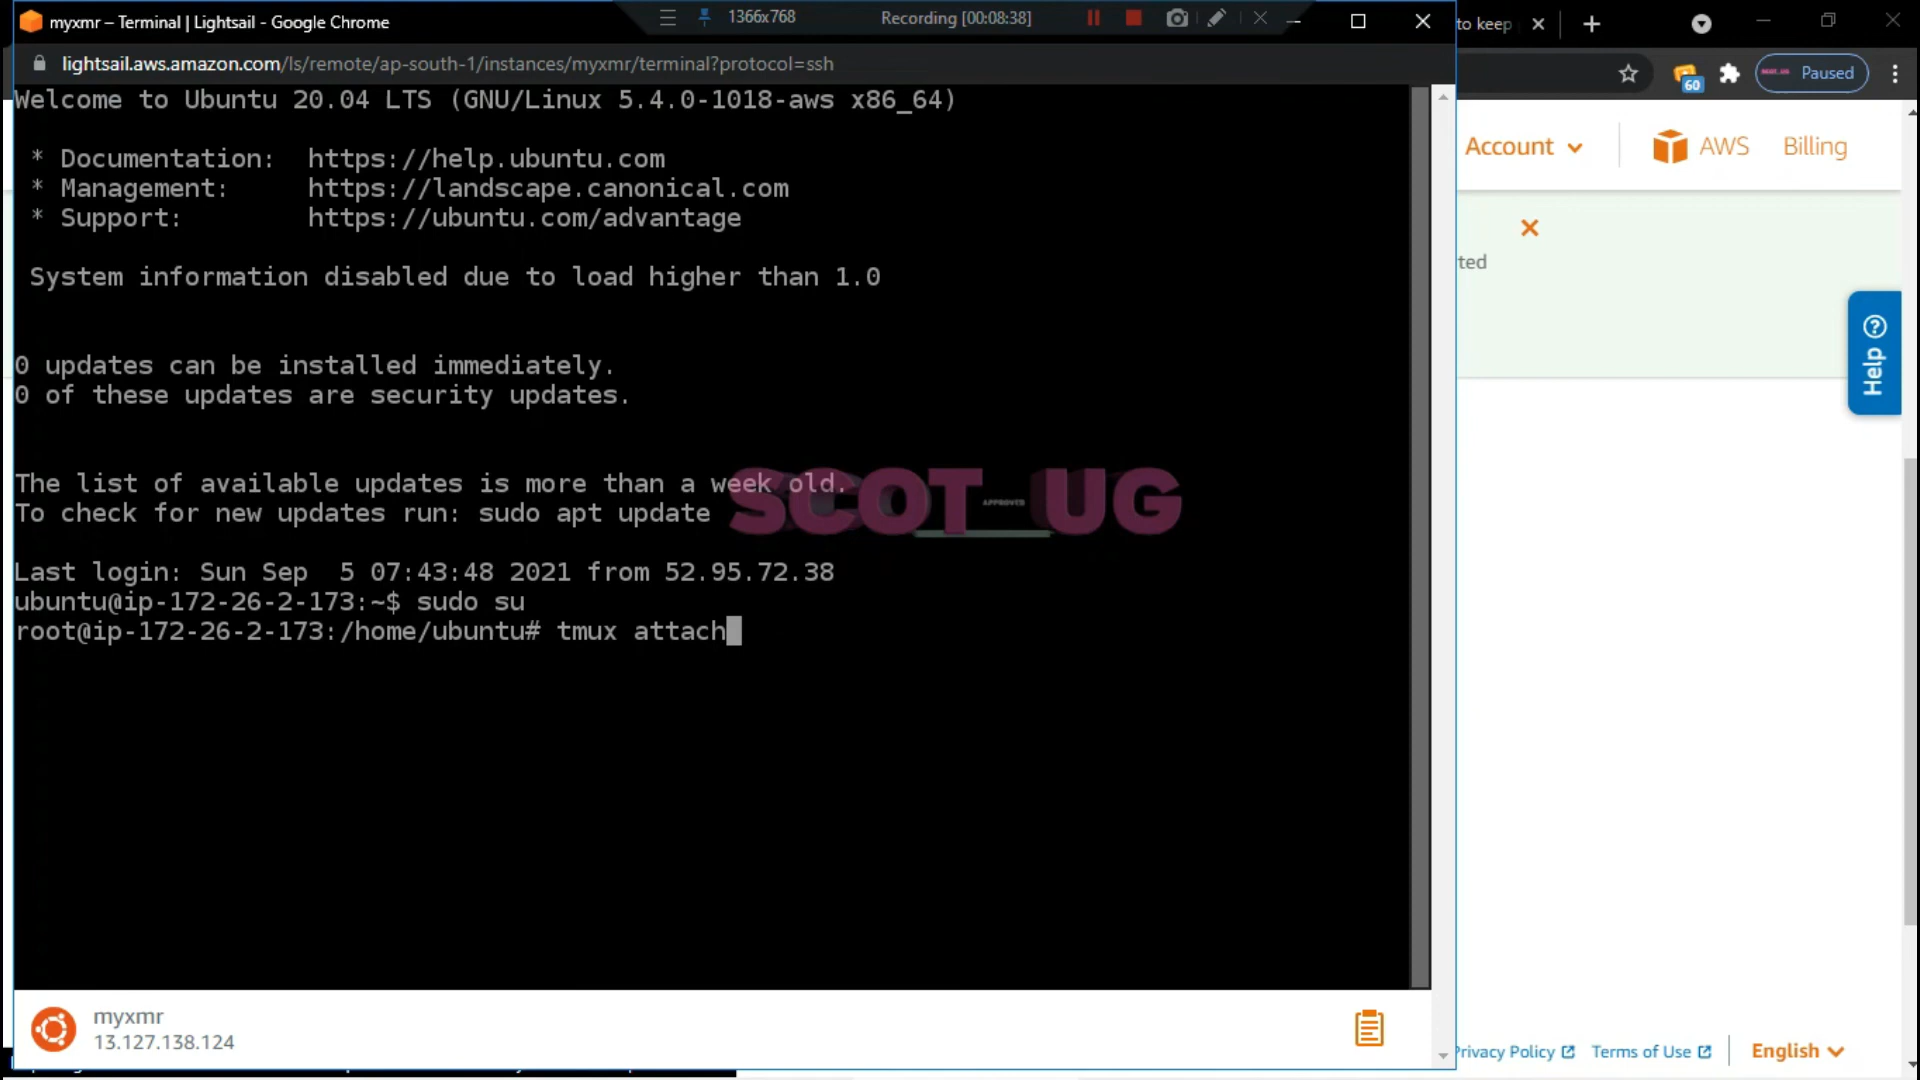 myxmr – Terminal | Lightsail - Google Chrome
1366x768
Recording [00:08:38]
to keep
lightsail.aws.amazon.com/ls/remote/ap-south-1/instances/myxmr/terminal?protocol=ssh
60
Paused
Welcome to Ubuntu 20.04 LTS (GNU/Linux 5.4.0-1018-aws x86_64)
* Documentation: https://help.ubuntu.com
* Management: https://landscape.canonical.com
* Support: https://ubuntu.com/advantage
System information disabled due to load higher than 1.0
0 updates can be installed immediately.
0 of these updates are security updates.
The list of available updates is more than a week old.
To check for new updates run: sudo apt update
Last login: Sun Sep 5 07:43:48 2021 from 52.95.72.38
ubuntu@ip-172-26-2-173:~$ sudo su
root@ip-172-26-2-173:/home/ubuntu# tmux attach
SCOT_UG
APPROVED
Account
AWS
Billing
ted
Help
myxmr
13.127.138.124
Privacy Policy
Terms of Use
English